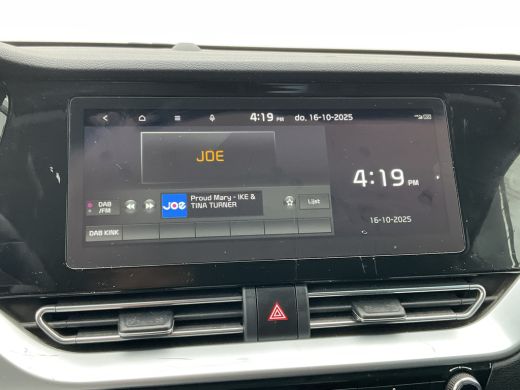 4:19 PM do, 16-10-2025
JOE
4:19 PM
DAB
/FM
Joe
Proud Mary - IKE &
TINA TURNER
Lijst
16-10-2025
DAB KINK